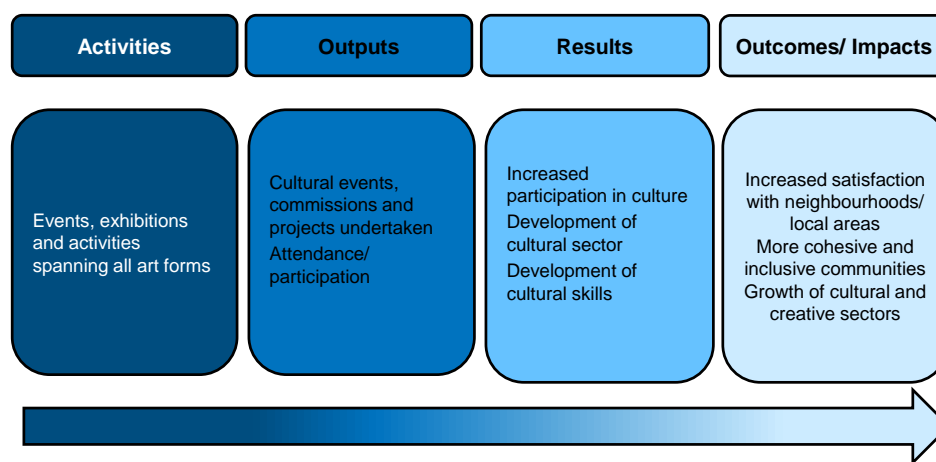 Activities
Outputs
Results
Outcomes/ Impacts
Events, exhibitions
and activities
spanning all art forms
Cultural events,
commissions and
projects undertaken
Attendance/
participation
Increased
participation in culture
Development of
cultural sector
Development of
cultural skills
Increased satisfaction
with neighbourhoods/
local areas
More cohesive and
inclusive communities
Growth of cultural and
creative sectors